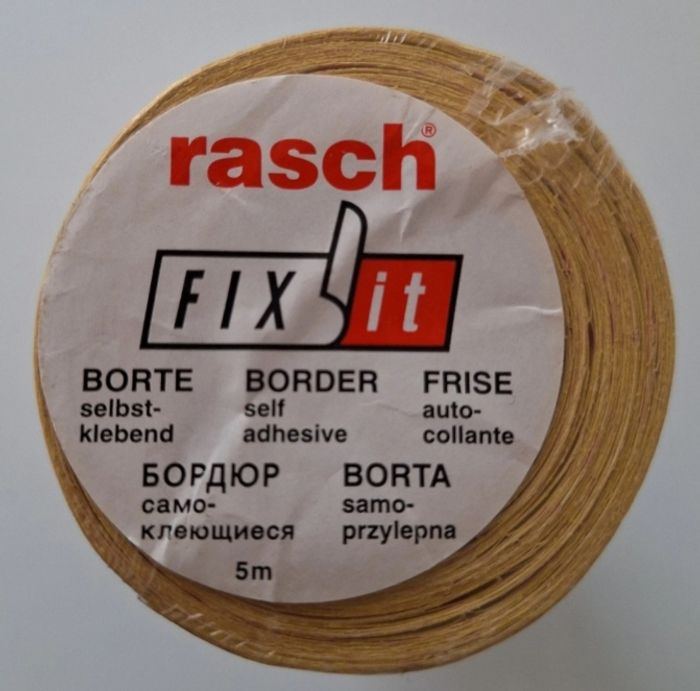 rasch®
FIX it
BORTE BORDER FRISE
selbst- self auto-
klebend adhesive collante
БОРДЮР BORTA
само- samo-
клеющиеся przylepna
5m